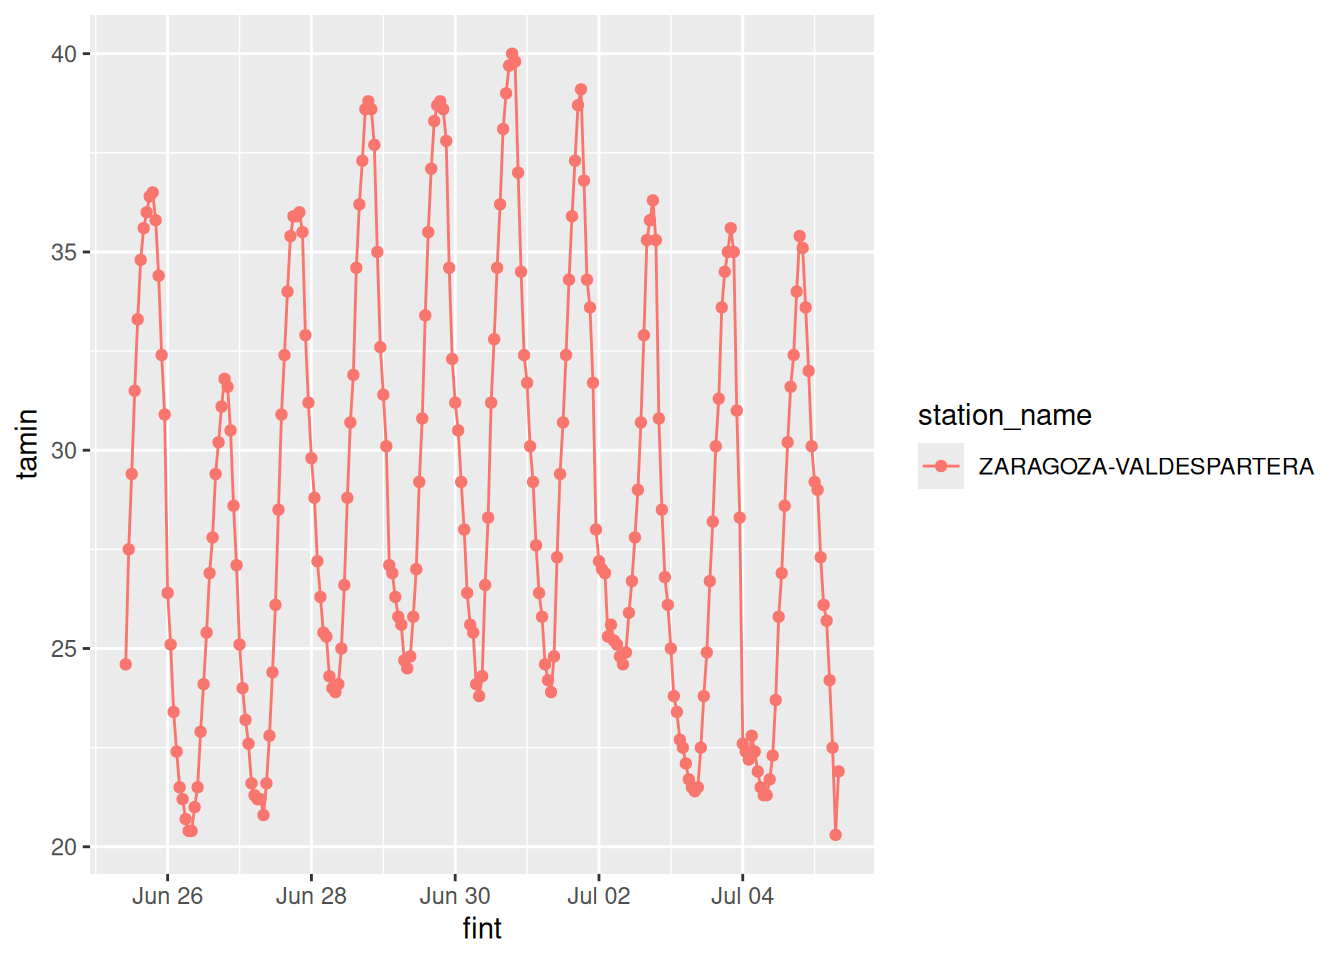 40
35
30
25
20
tamin
Jun 26
Jun 28
Jun 30
Jul 02
Jul 04
fint
station_name
ZARAGOZA-VALDESPARTERA